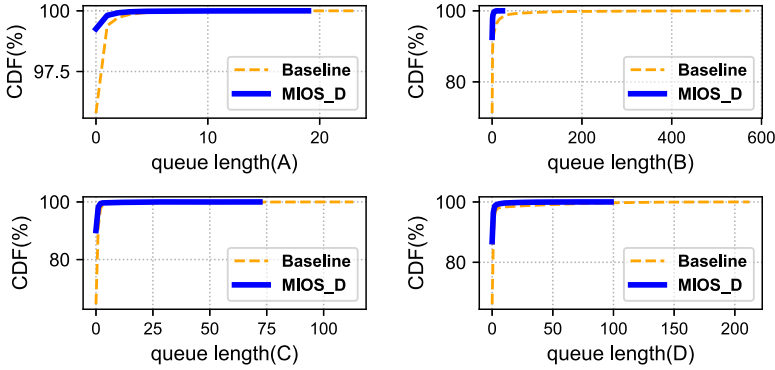 CDF(%)
100.0
97.5
Baseline
MIOS_D
0
10
20
queue length(A)
CDF(%)
100
80
Baseline
MIOS_D
0
200
400
600
queue length(B)
CDF(%)
100
80
Baseline
MIOS_D
0
25
50
75
100
queue length(C)
CDF(%)
100
80
Baseline
MIOS_D
0
50
100
150
200
queue length(D)